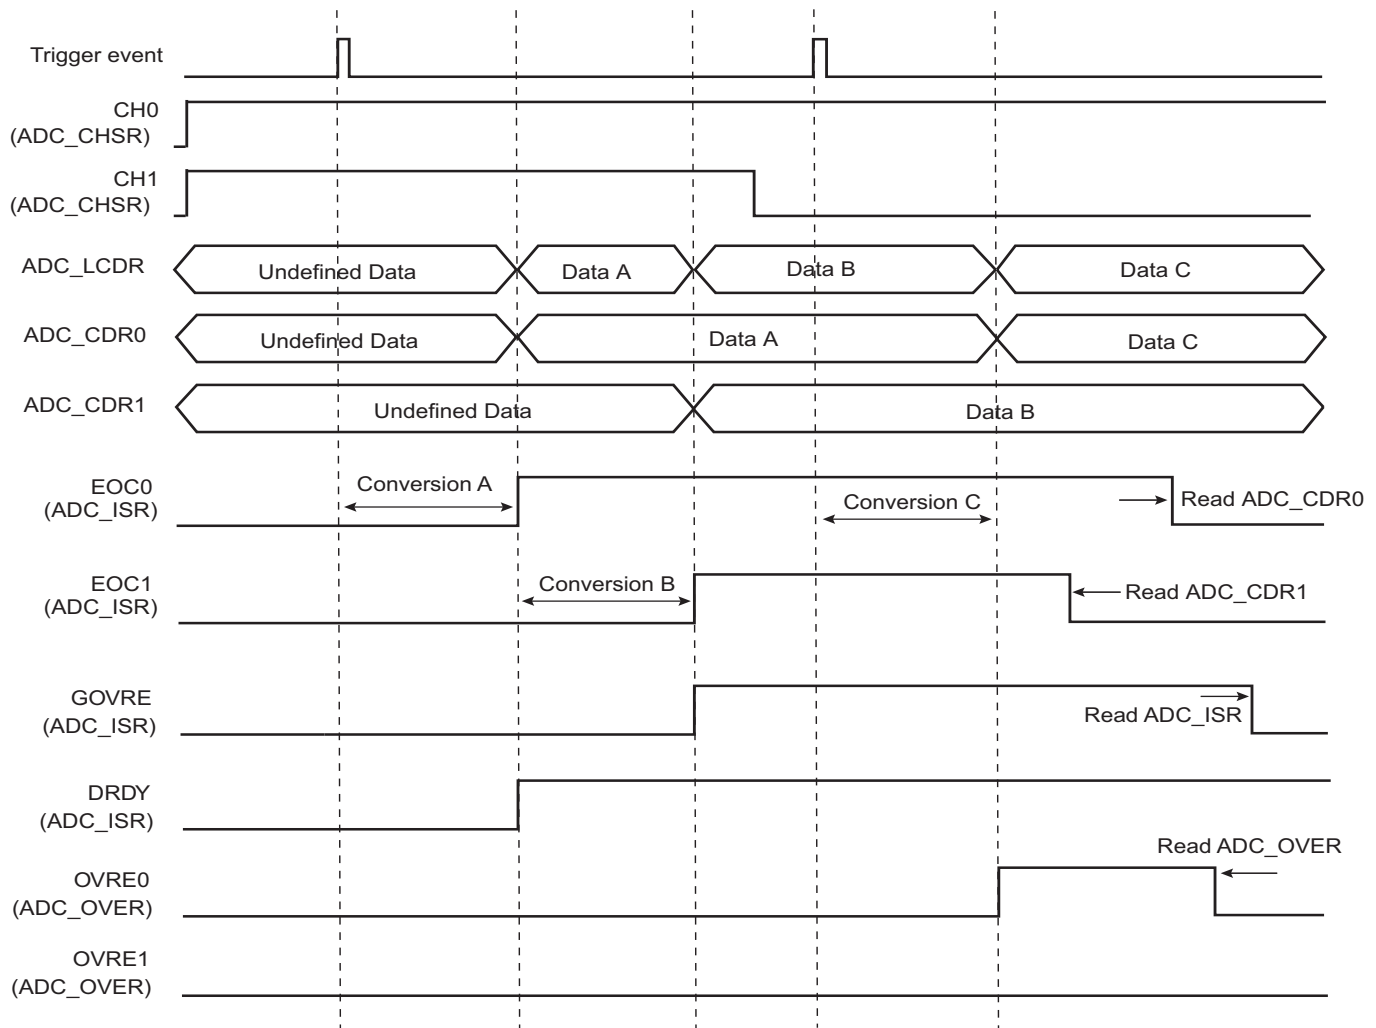 Trigger event
CH0
(ADC_CHSR)
CH1
(ADC_CHSR)
ADC_LCDR
Undefined Data
Data A
Data B
Data C
ADC_CDR0
Undefined Data
Data A
Data C
ADC_CDR1
Undefined Data
Data B
EOC0
(ADC_ISR)
Conversion A
Conversion C
Read ADC_CDR0
EOC1
(ADC_ISR)
Conversion B
Read ADC_CDR1
GOVRE
(ADC_ISR)
Read ADC_ISR
DRDY
(ADC_ISR)
Read ADC_OVER
OVRE0
(ADC_OVER)
OVRE1
(ADC_OVER)